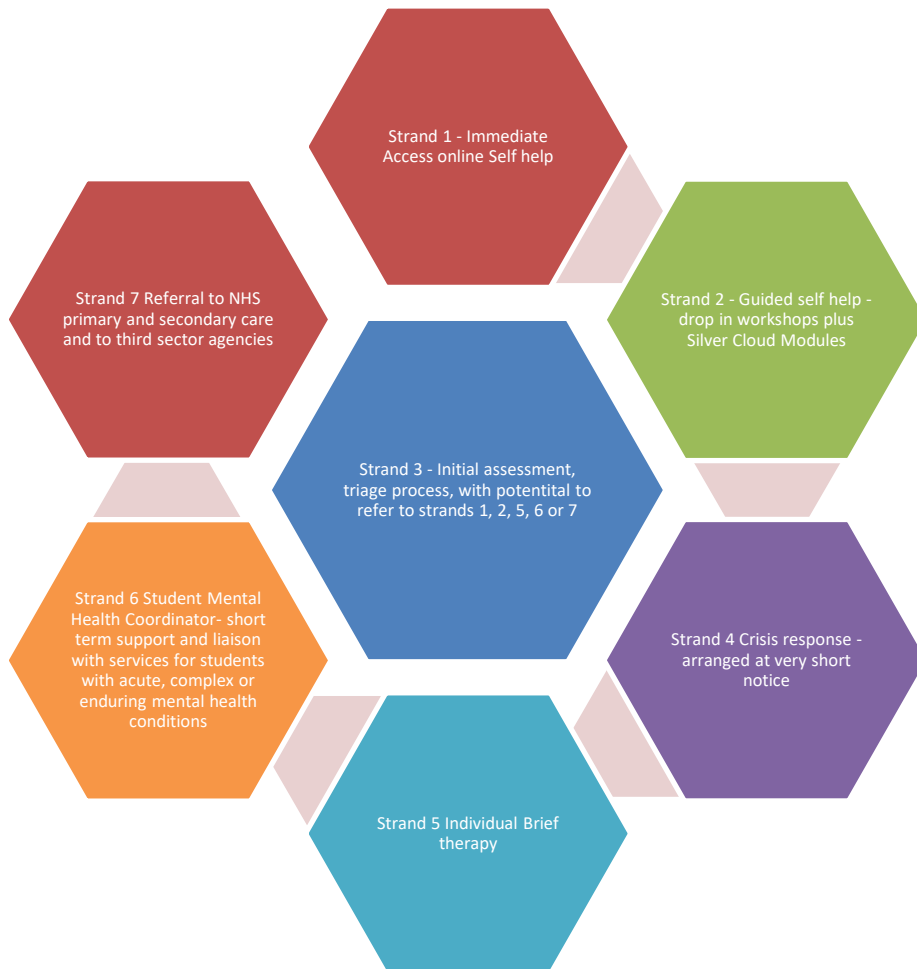 Strand 1 - Immediate
Access online Self help
Strand 2 - Guided self help -
drop in workshops plus
Silver Cloud Modules
Strand 3 - Initial assessment,
triage process, with potentital to
refer to strands 1, 2, 5, 6 or 7
Strand 4 Crisis response -
arranged at very short
notice
Strand 5 Individual Brief
therapy
Strand 6 Student Mental
Health Coordinator- short
term support and liaison
with services for students
with acute, complex or
enduring mental health
conditions
Strand 7 Referral to NHS
primary and secondary care
and to third sector agencies